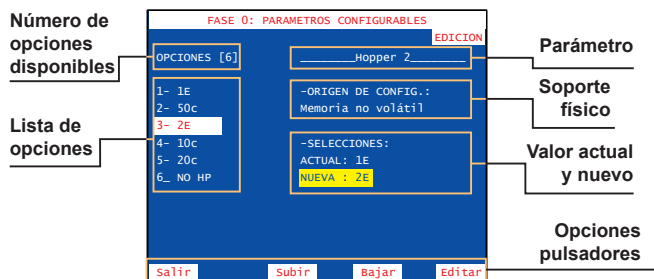 FASE 0: PARAMETROS CONFIGURABLES
EDICION
Número de
opciones
disponibles
OPCIONES [6]
________Hopper 2________
Parámetro
-ORIGEN DE CONFIG.:
Memoria no volátil
Soporte
físico
Lista de
opciones
1- 1E
2- 50c
3- 2E
4- 10c
5- 20c
6_ NO HP
-SELECCIONES:
ACTUAL: 1E
NUEVA : 2E
Valor actual
y nuevo
Opciones
pulsadores
Salir Subir Bajar Editar